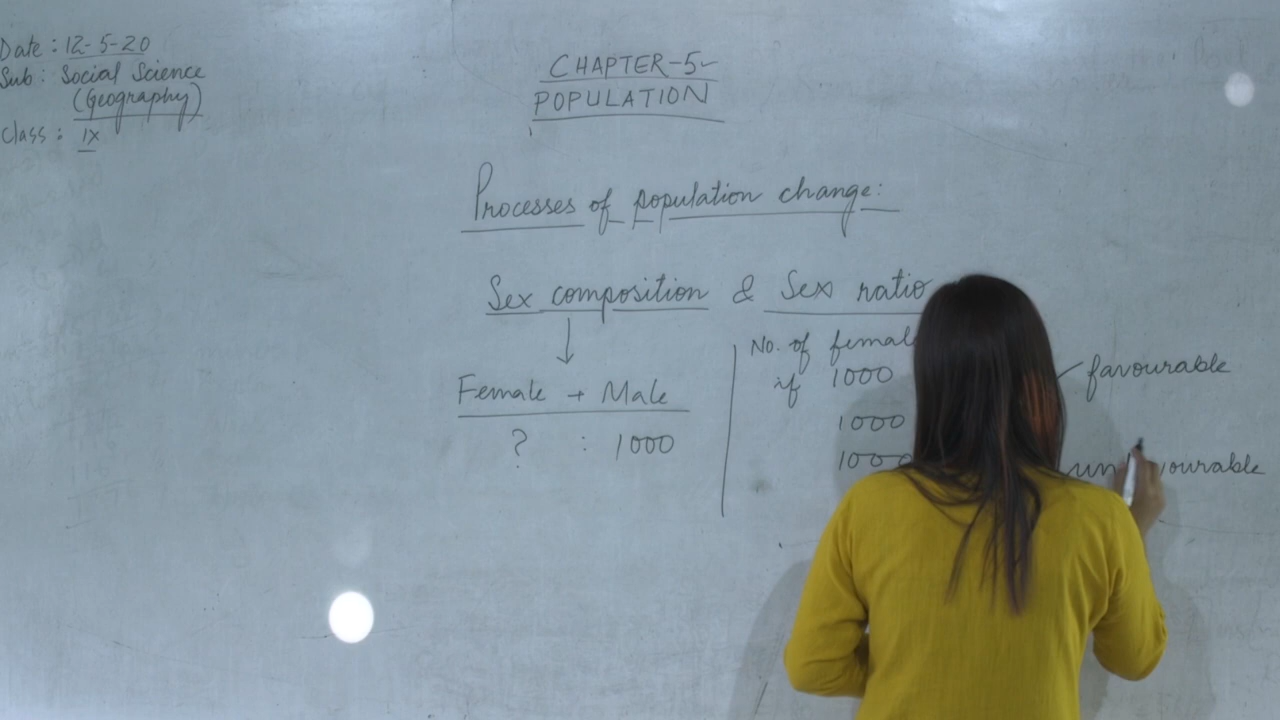 Date : 12-5-20
Sub : Social Science
(Geography)
Class : IX
CHAPTER-5
POPULATION
Processes of population change:
Sex composition & Sex ratio
No. of femal
if 1000
favourable
Female + Male
1000
? : 1000
1000